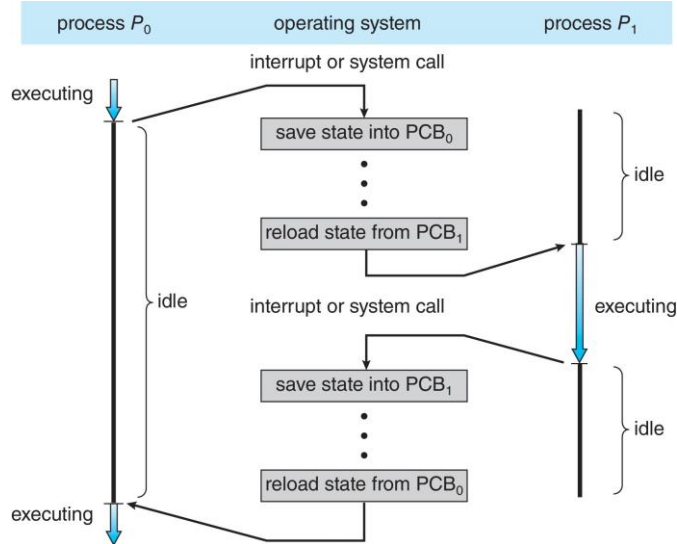 process P₀ operating system process P₁
interrupt or system call
executing
save state into PCB₀
idle
reload state from PCB₁
idle
interrupt or system call
executing
save state into PCB₁
idle
reload state from PCB₀
executing